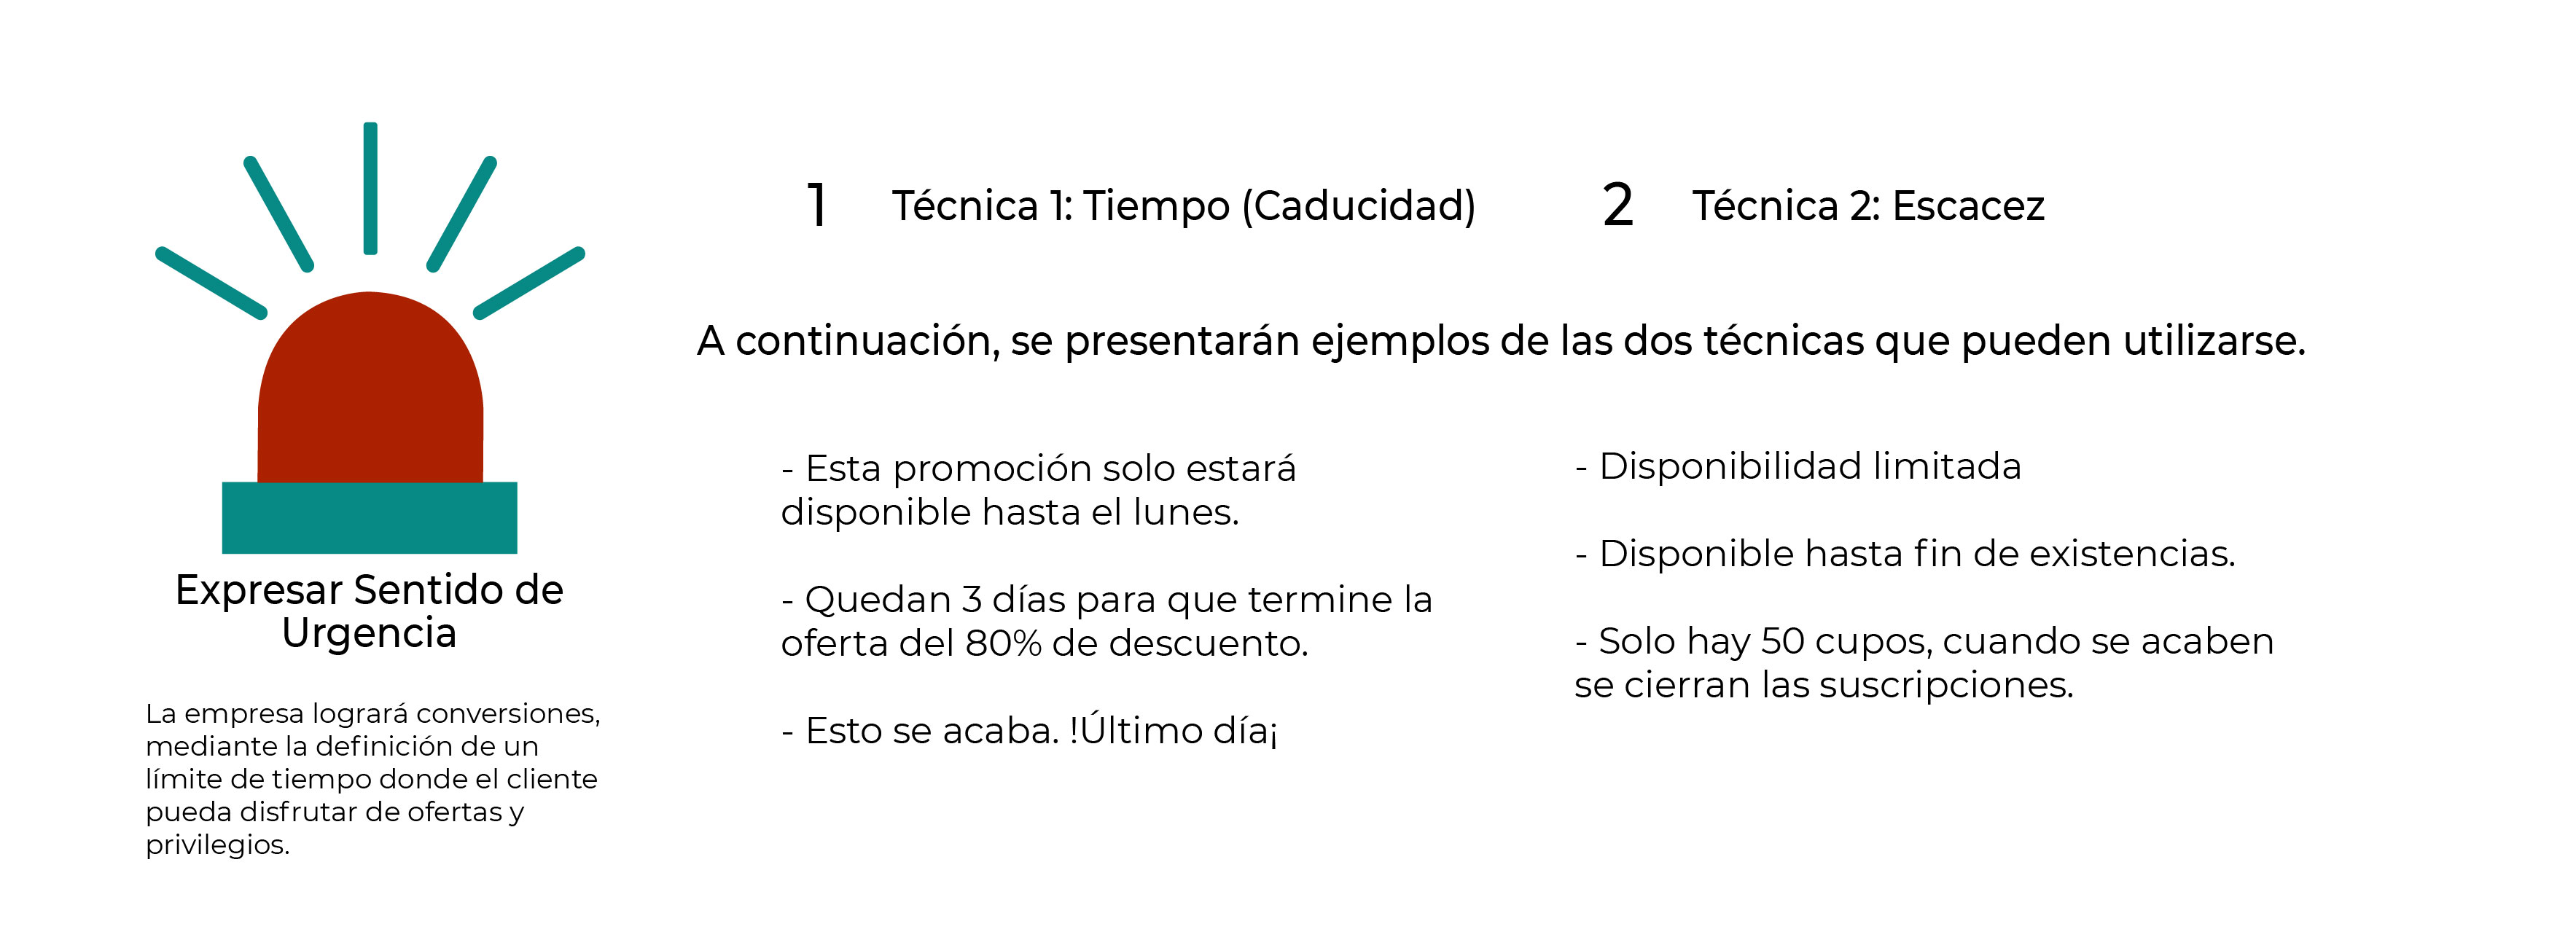 Expresar Sentido de
Urgencia
La empresa logrará conversiones,
mediante la definición de un
límite de tiempo donde el cliente
pueda disfrutar de ofertas y
privilegios.
1 Técnica 1: Tiempo (Caducidad)
2 Técnica 2: Escacez
A continuación, se presentarán ejemplos de las dos técnicas que pueden utilizarse.
- Esta promoción solo estará
disponible hasta el lunes.
- Quedan 3 días para que termine la
oferta del 80% de descuento.
- Esto se acaba. !Último día¡
- Disponibilidad limitada
- Disponible hasta fin de existencias.
- Solo hay 50 cupos, cuando se acaben
se cierran las suscripciones.